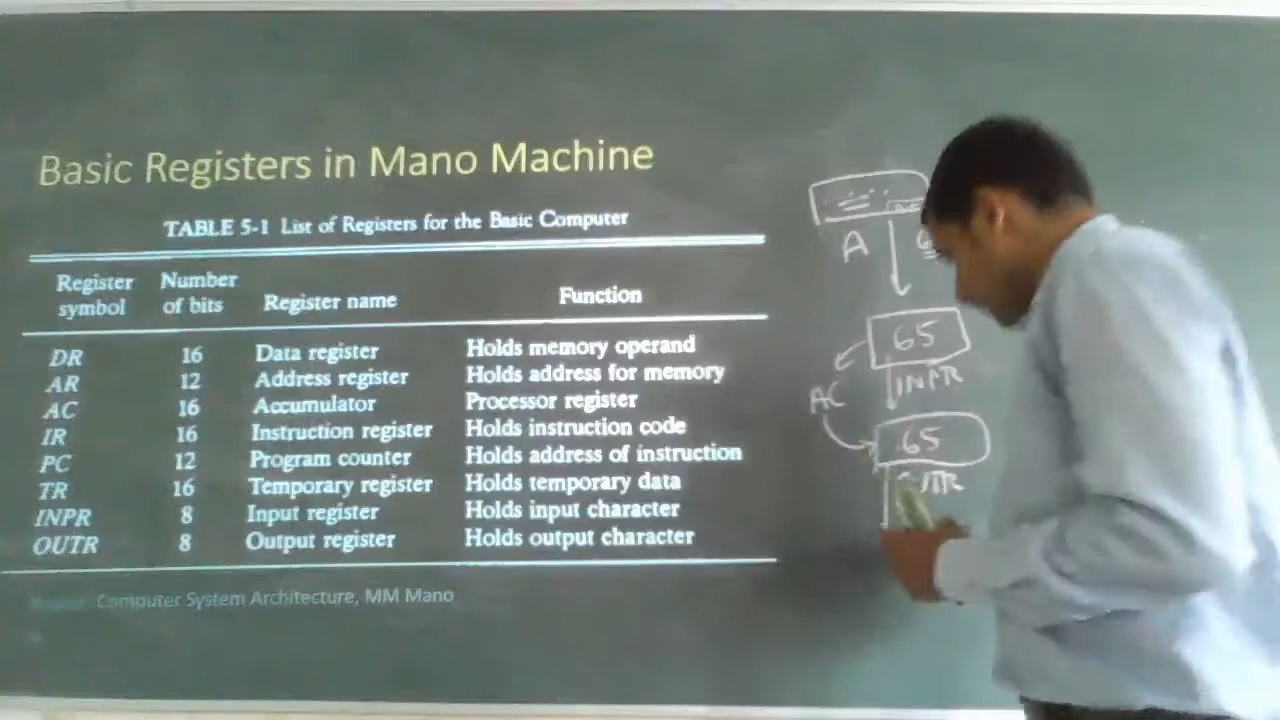 Basic Registers in Mano Machine
TABLE 5-1 List of Registers for the Basic Computer
Register symbol Number of bits Register name Function
DR 16 Data register Holds memory operand
AR 12 Address register Holds address for memory
AC 16 Accumulator Processor register
IR 16 Instruction register Holds instruction code
PC 12 Program counter Holds address of instruction
TR 16 Temporary register Holds temporary data
INPR 8 Input register Holds input character
OUTR 8 Output register Holds output character
Computer System Architecture, MM Mano
A
65
INPR
AC
65